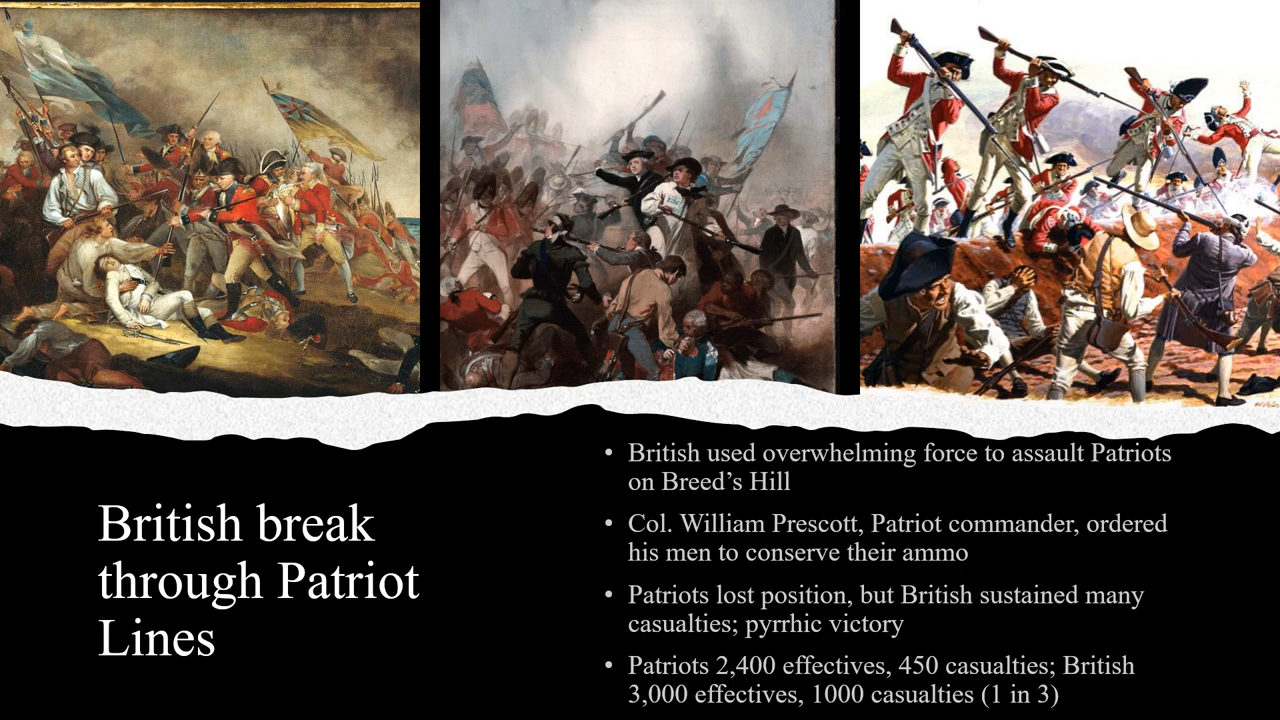 British break
through Patriot
Lines
• British used overwhelming force to assault Patriots
on Breed’s Hill
• Col. William Prescott, Patriot commander, ordered
his men to conserve their ammo
• Patriots lost position, but British sustained many
casualties; pyrrhic victory
• Patriots 2,400 effectives, 450 casualties; British
3,000 effectives, 1000 casualties (1 in 3)